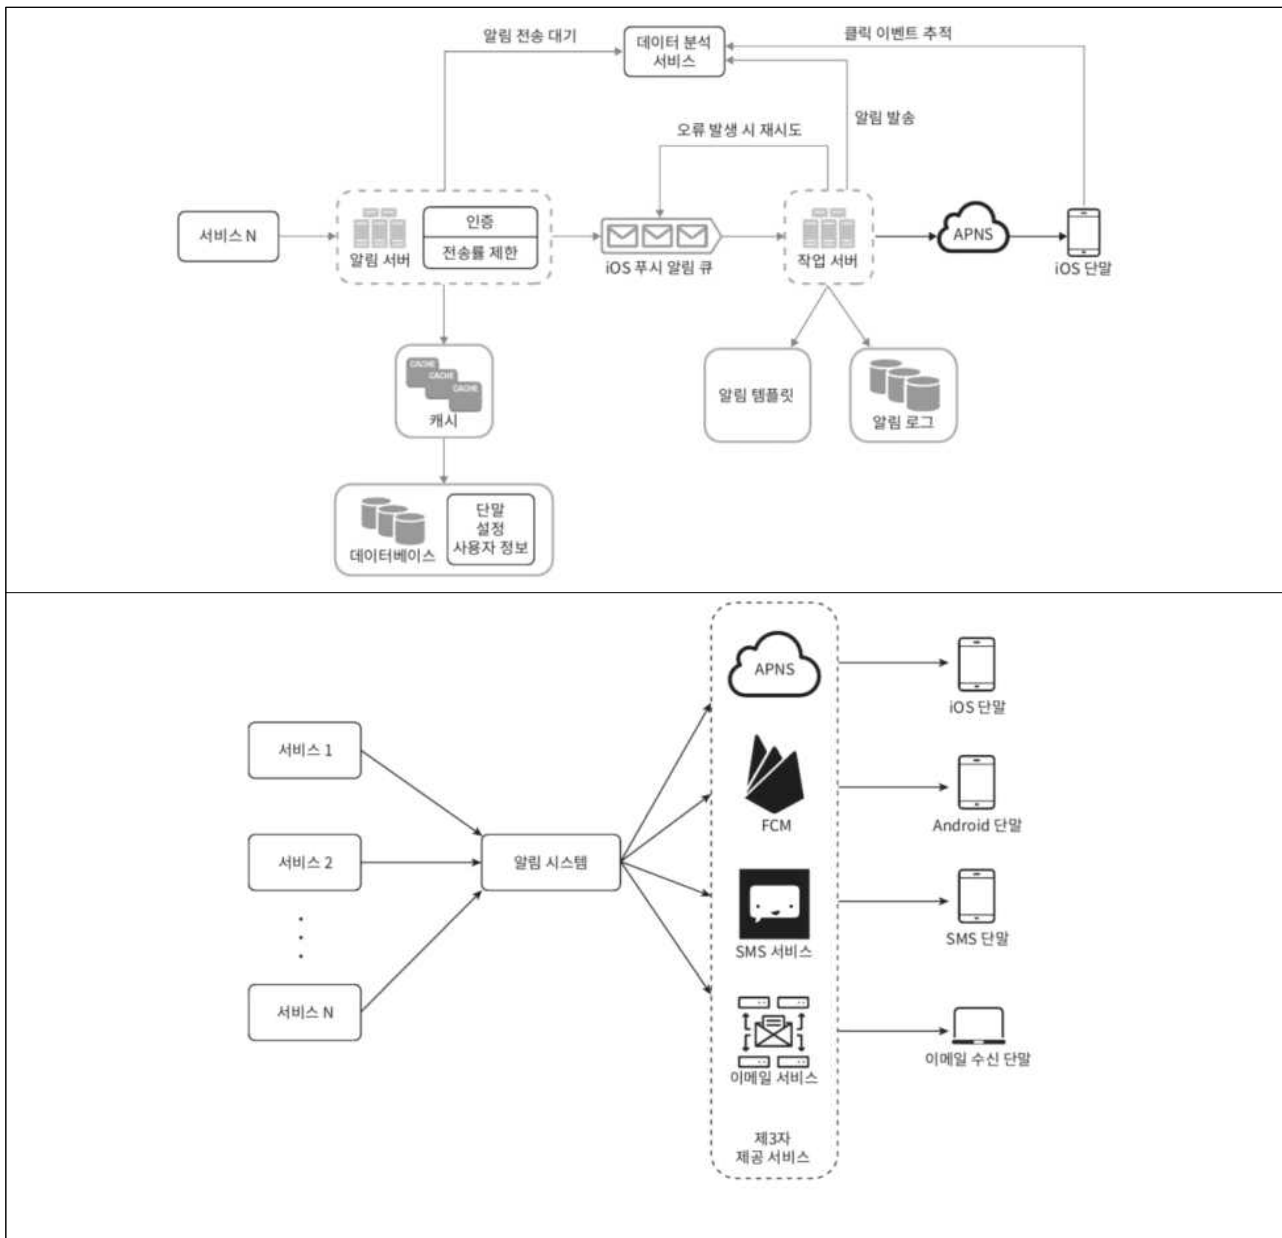 알림 전송 대기
데이터 분석
서비스
클릭 이벤트 추적
알림 발송
오류 발생 시 재시도
서비스 N
알림 서버
인증
전송률 제한
iOS 푸시 알림 큐
작업 서버
APNS
iOS 단말
CACHE
CACHE
CACHE
캐시
알림 템플릿
알림 로그
데이터베이스
단말
설정
사용자 정보
APNS
iOS 단말
서비스 1
FCM
Android 단말
서비스 2
알림 시스템
SMS 서비스
SMS 단말
서비스 N
이메일 서비스
이메일 수신 단말
제3자
제공 서비스